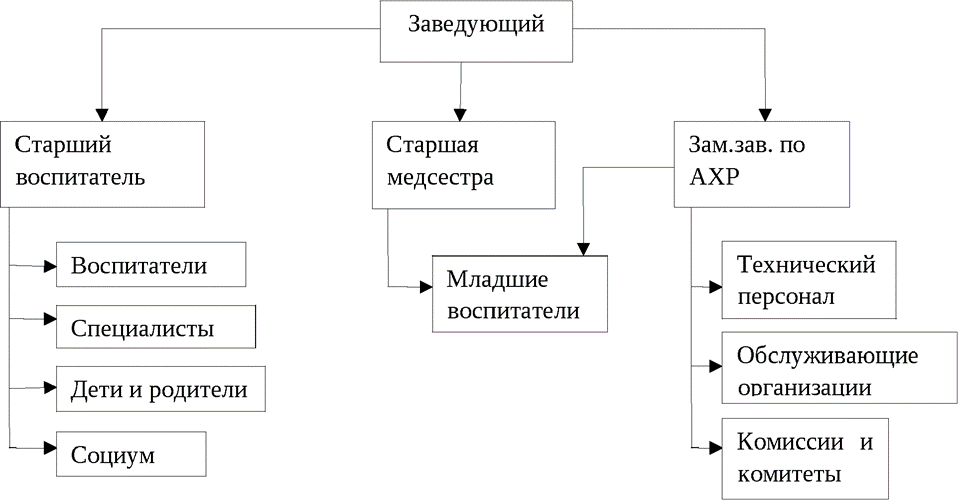 Заведующий
Старший
воспитатель
Старшая
медсестра
Зам.зав. по
АХР
Воспитатели
Специалисты
Дети и родители
Социум
Младшие
воспитатели
Технический
персонал
Обслуживающие
организации
Комиссии и
комитеты